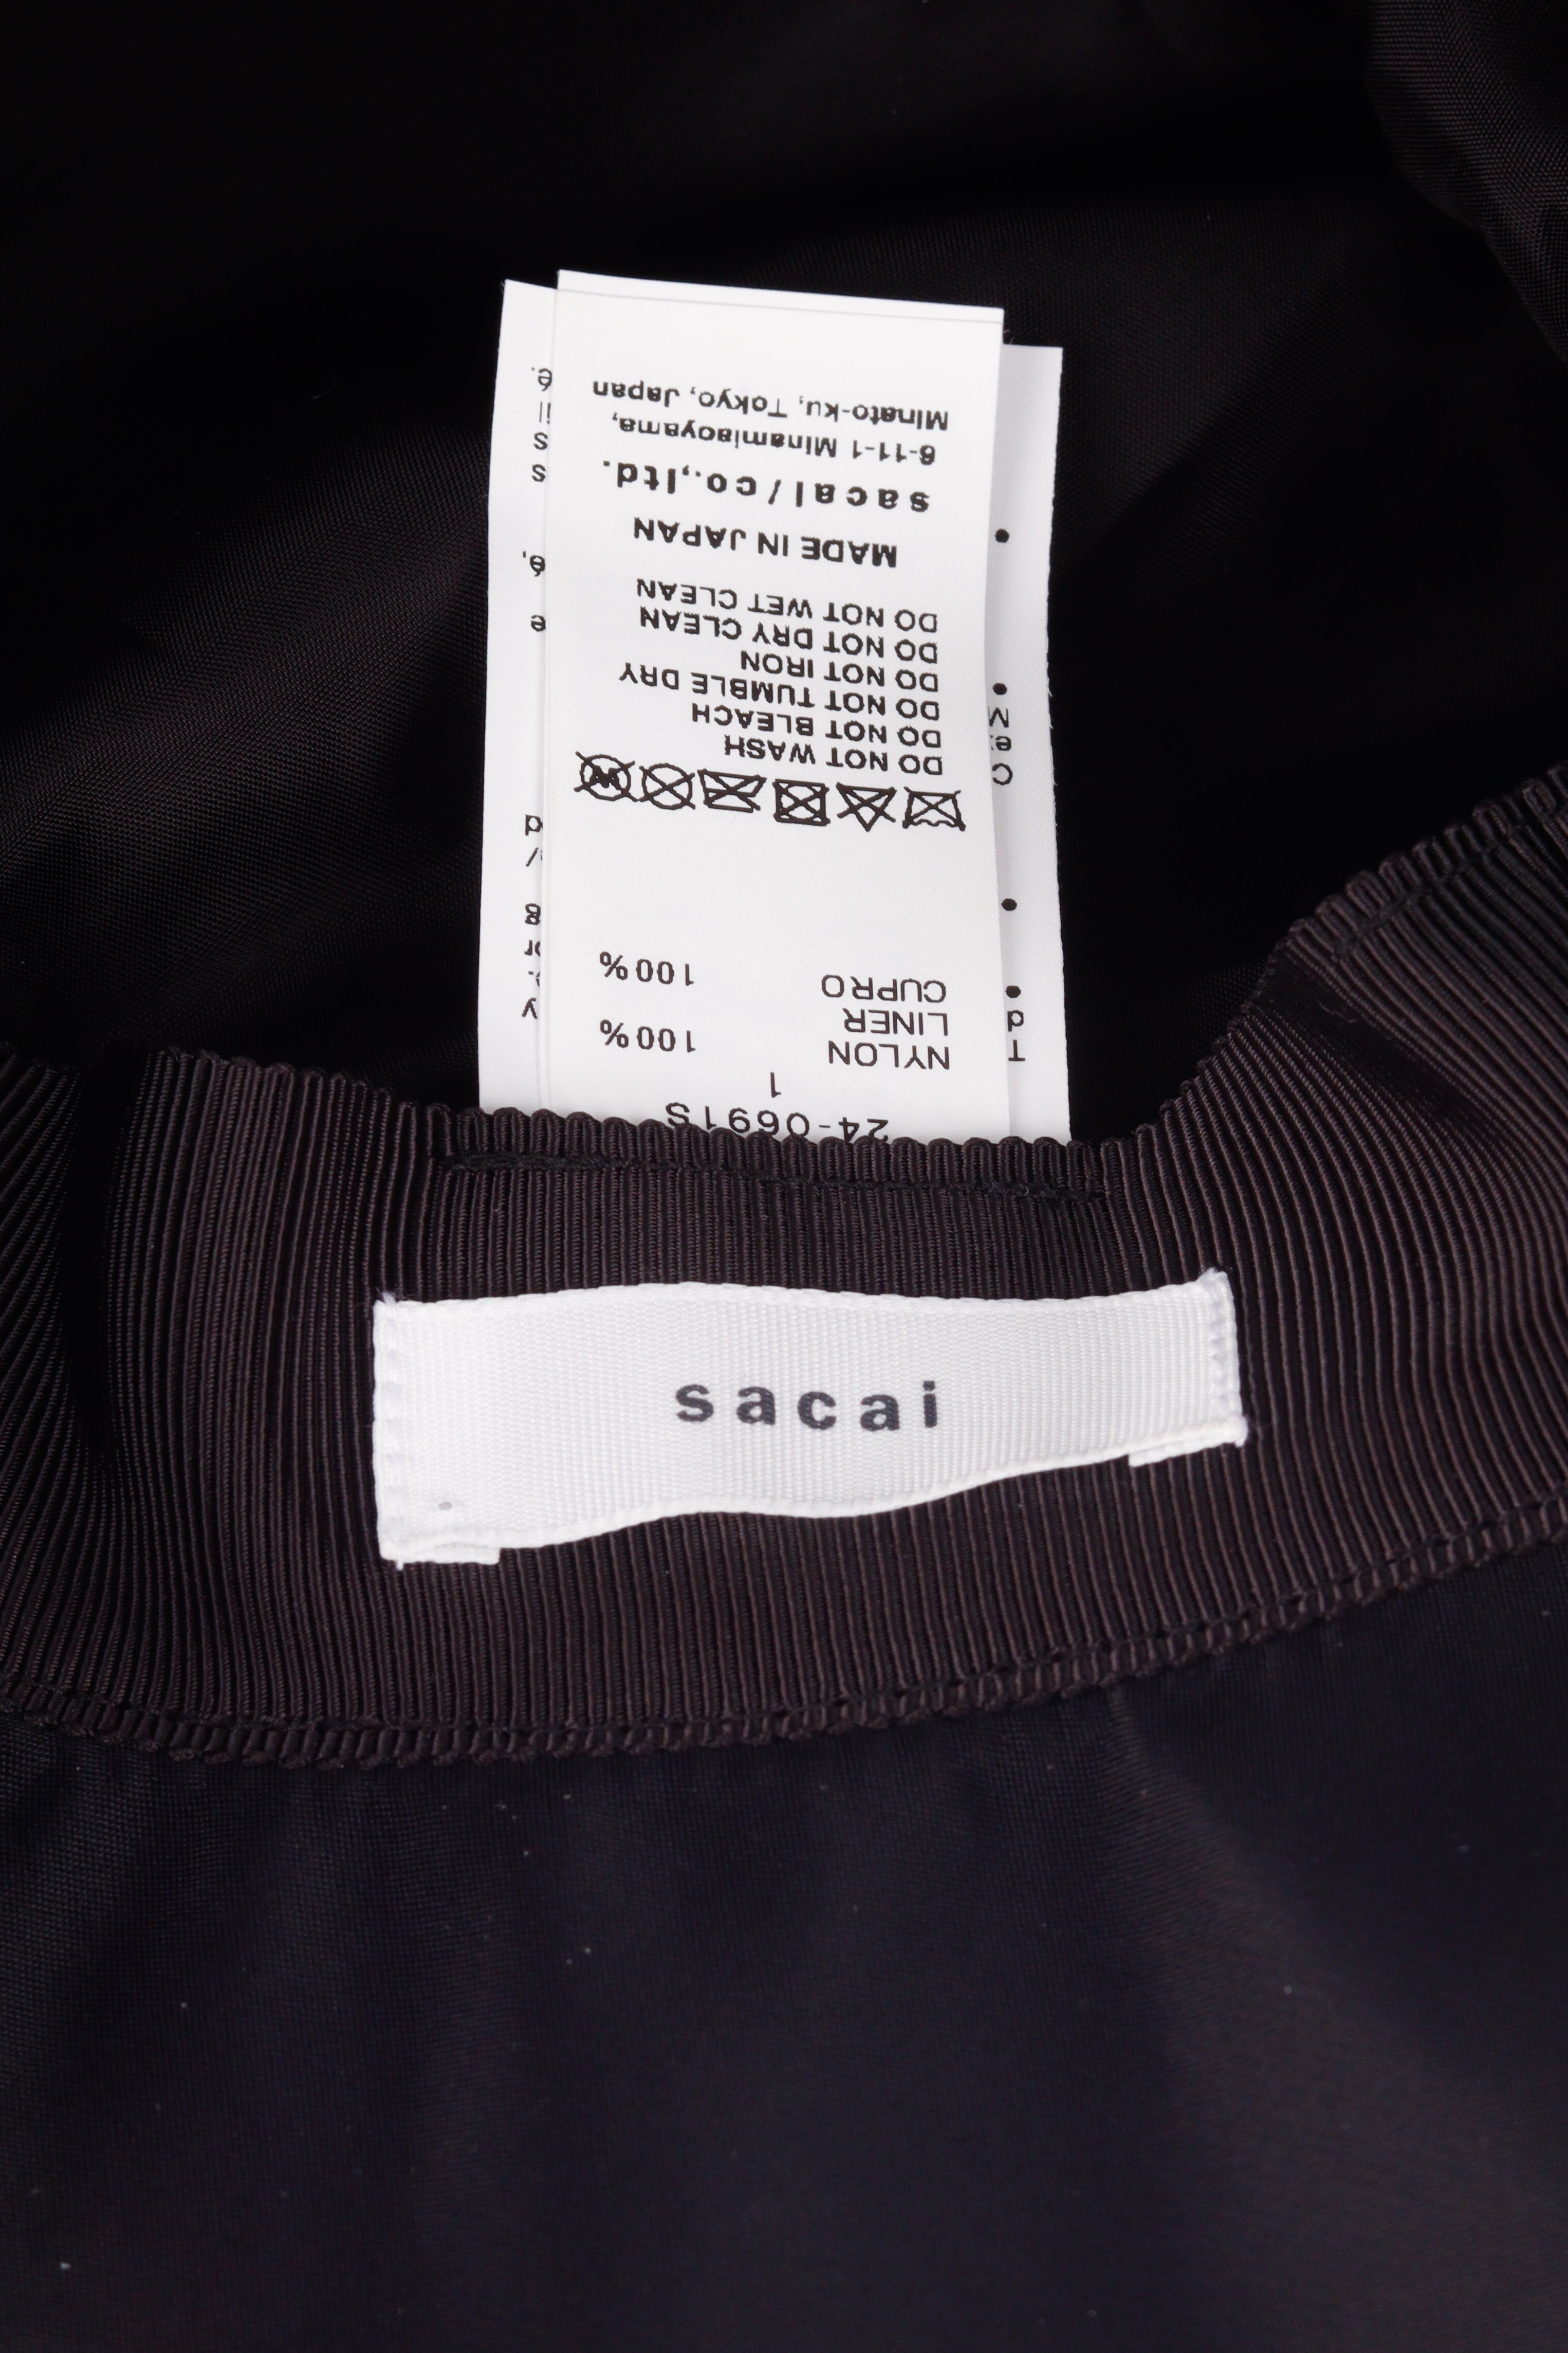 24-0691S
1
NYLON 100%
LINER
CUPRO 100%
DO NOT WASH
DO NOT BLEACH
DO NOT TUMBLE DRY
DO NOT IRON
DO NOT DRY CLEAN
DO NOT WET CLEAN
MADE IN JAPAN
sacai/co.,ltd.
6-11-1 Minamiaoyama,
Minato-ku, Tokyo, Japan
sacai